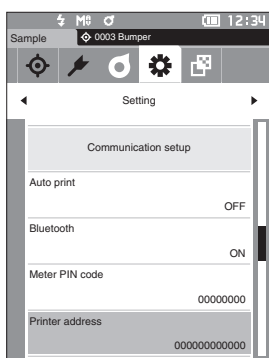 12:34
Sample
0003 Bumper
Setting
Communication setup
Auto print
OFF
Bluetooth
ON
Meter PIN code
00000000
Printer address
000000000000